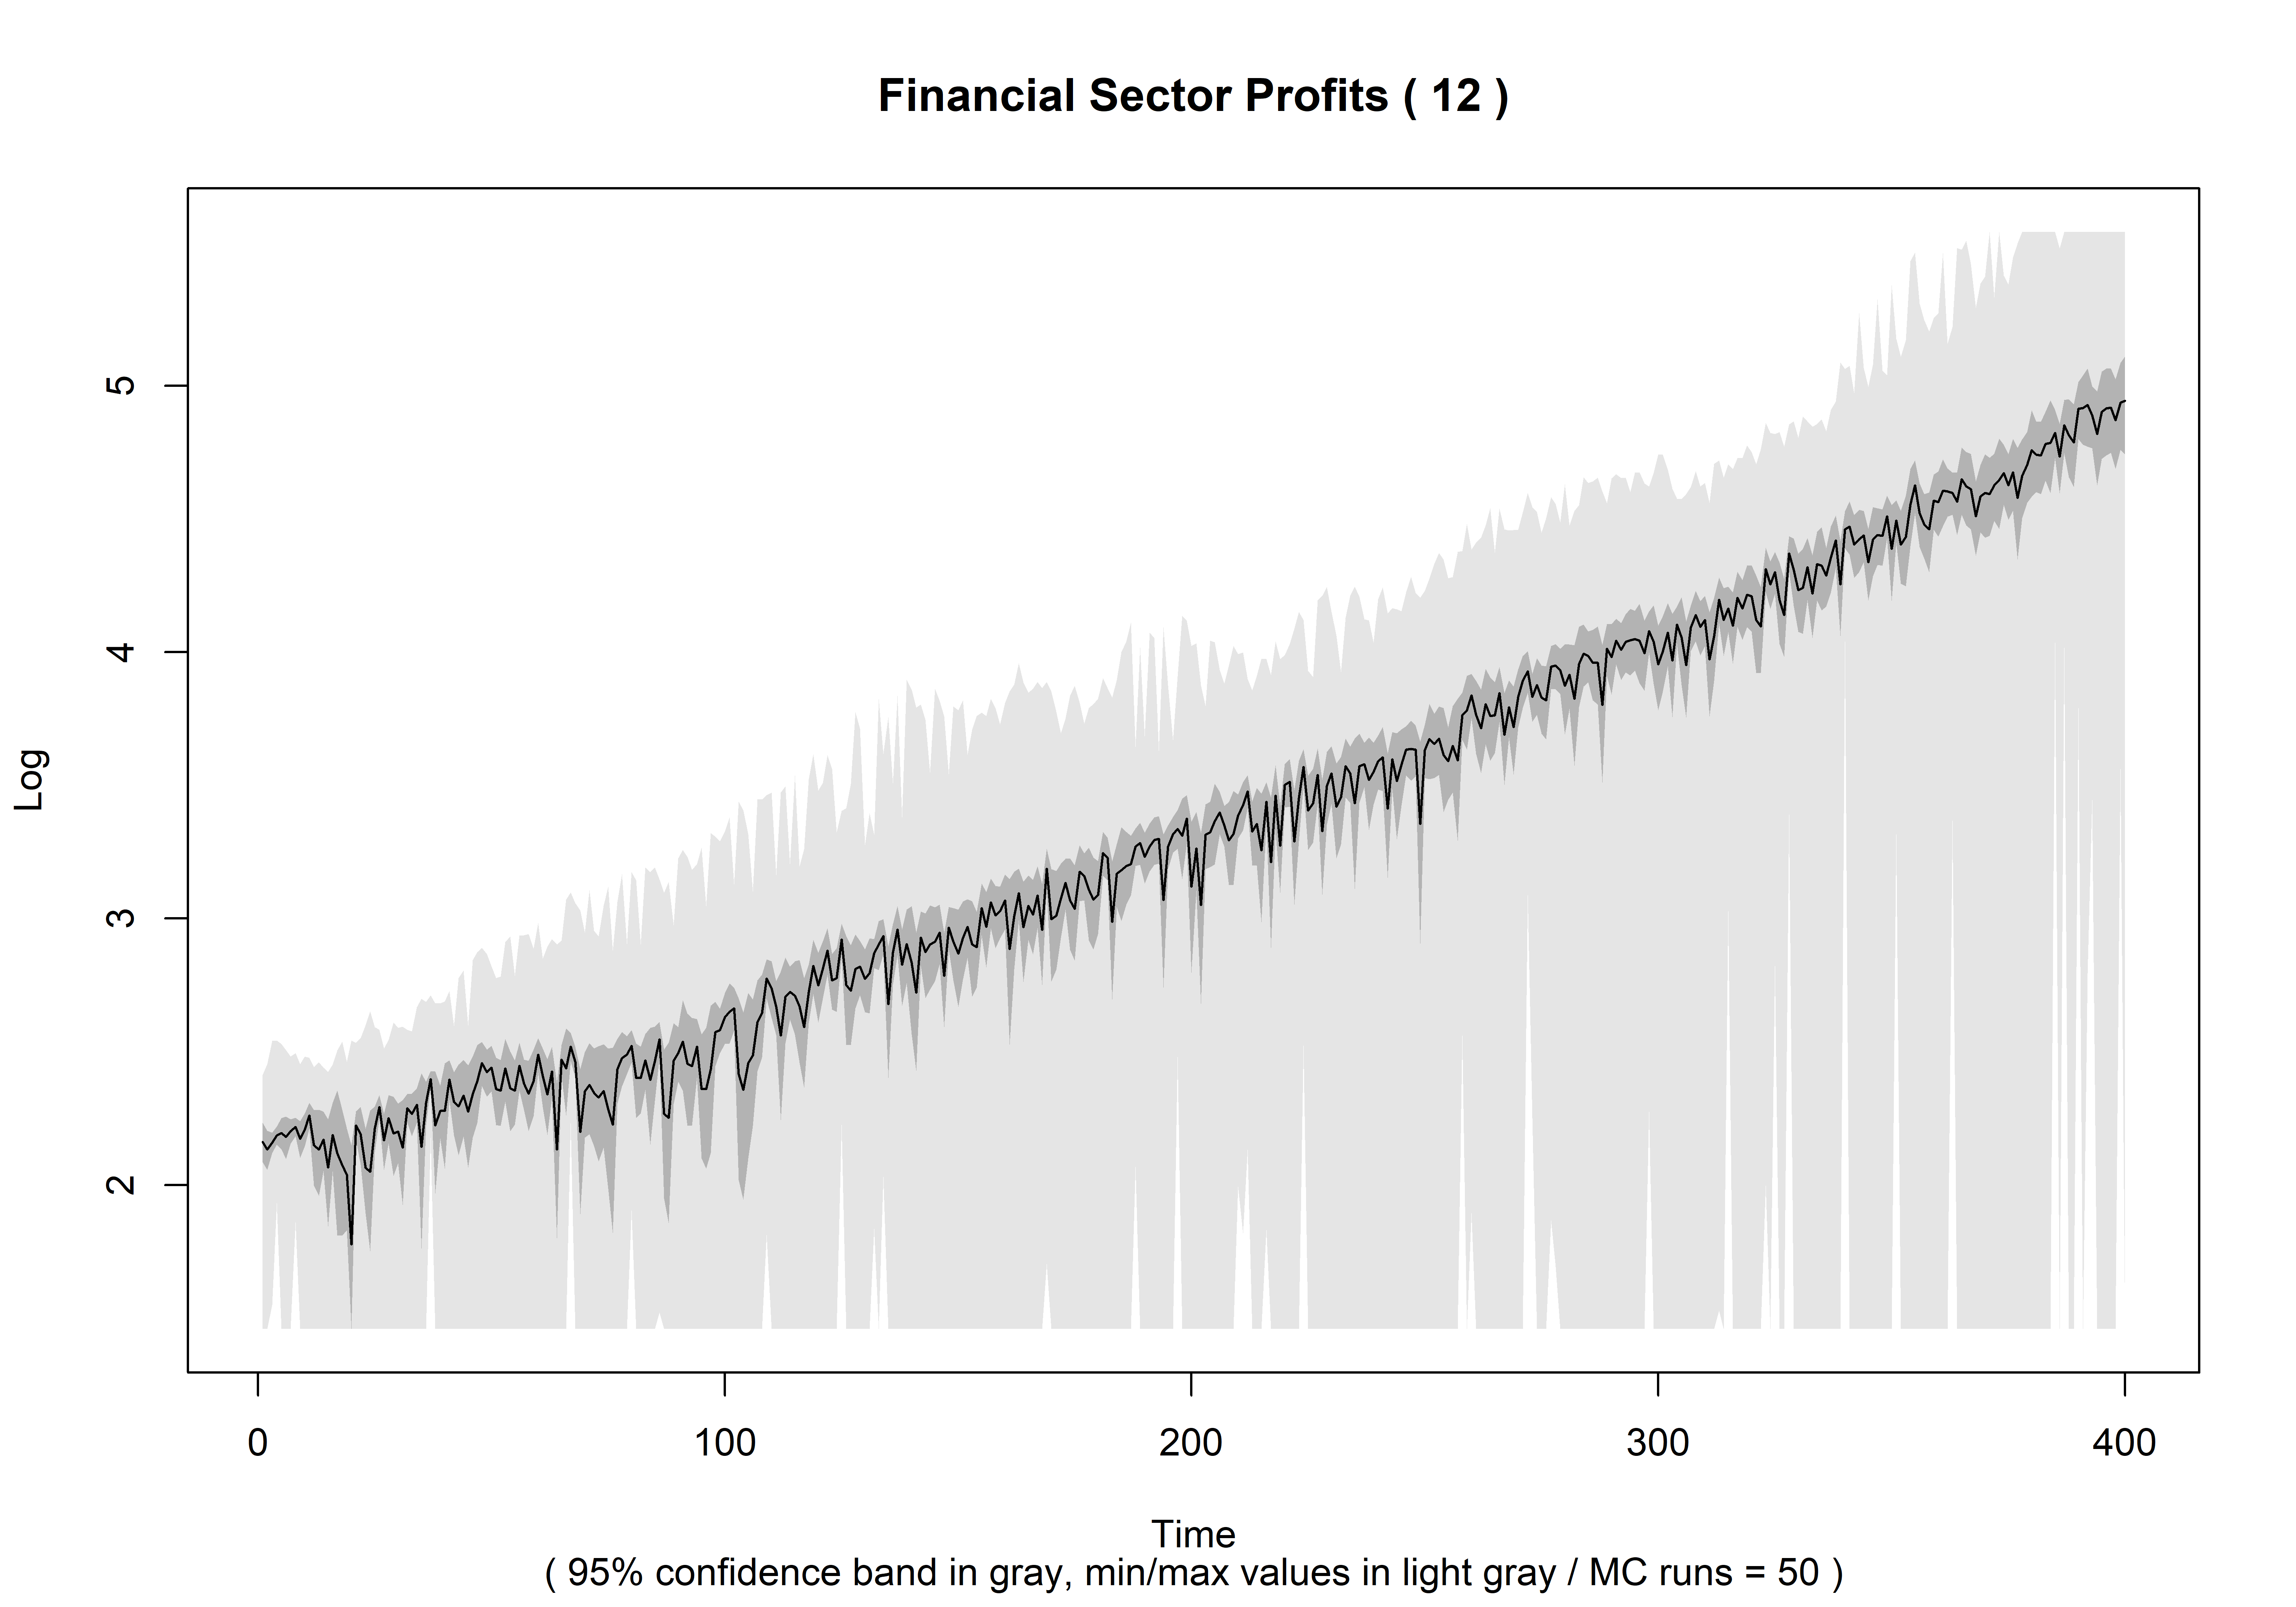 Financial Sector Profits ( 12 )
Log
5
4
3
2
0 100 200 300 400
Time
( 95% confidence band in gray, min/max values in light gray / MC runs = 50 )